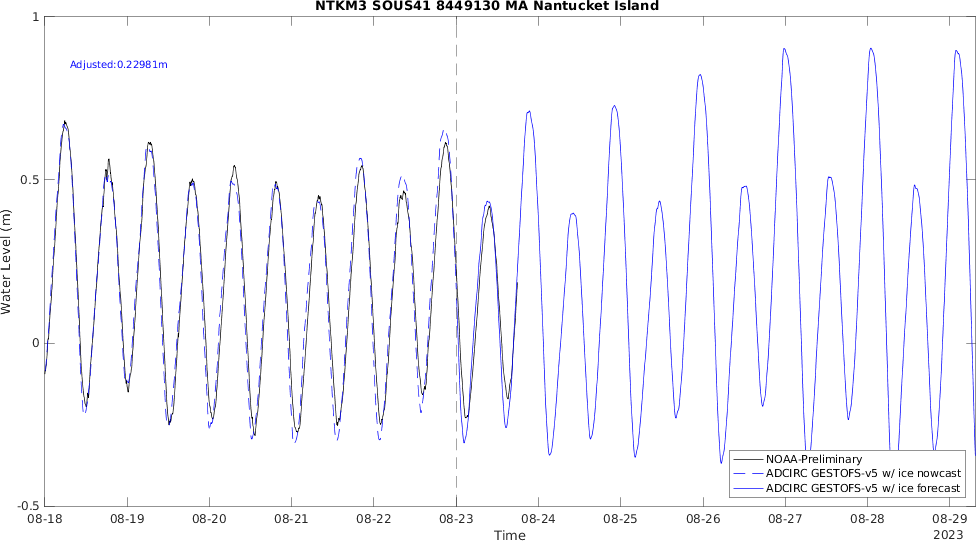 NTKM3 SOUS41 8449130 MA Nantucket Island
1
Adjusted:0.22981m
0.5
0
-0.5
Water Level (m)
NOAA-Preliminary
ADCIRC GESTOFS-v5 w/ ice nowcast
ADCIRC GESTOFS-v5 w/ ice forecast
08-18 08-19 08-20 08-21 08-22 08-23 08-24 08-25 08-26 08-27 08-28 08-29
Time
2023